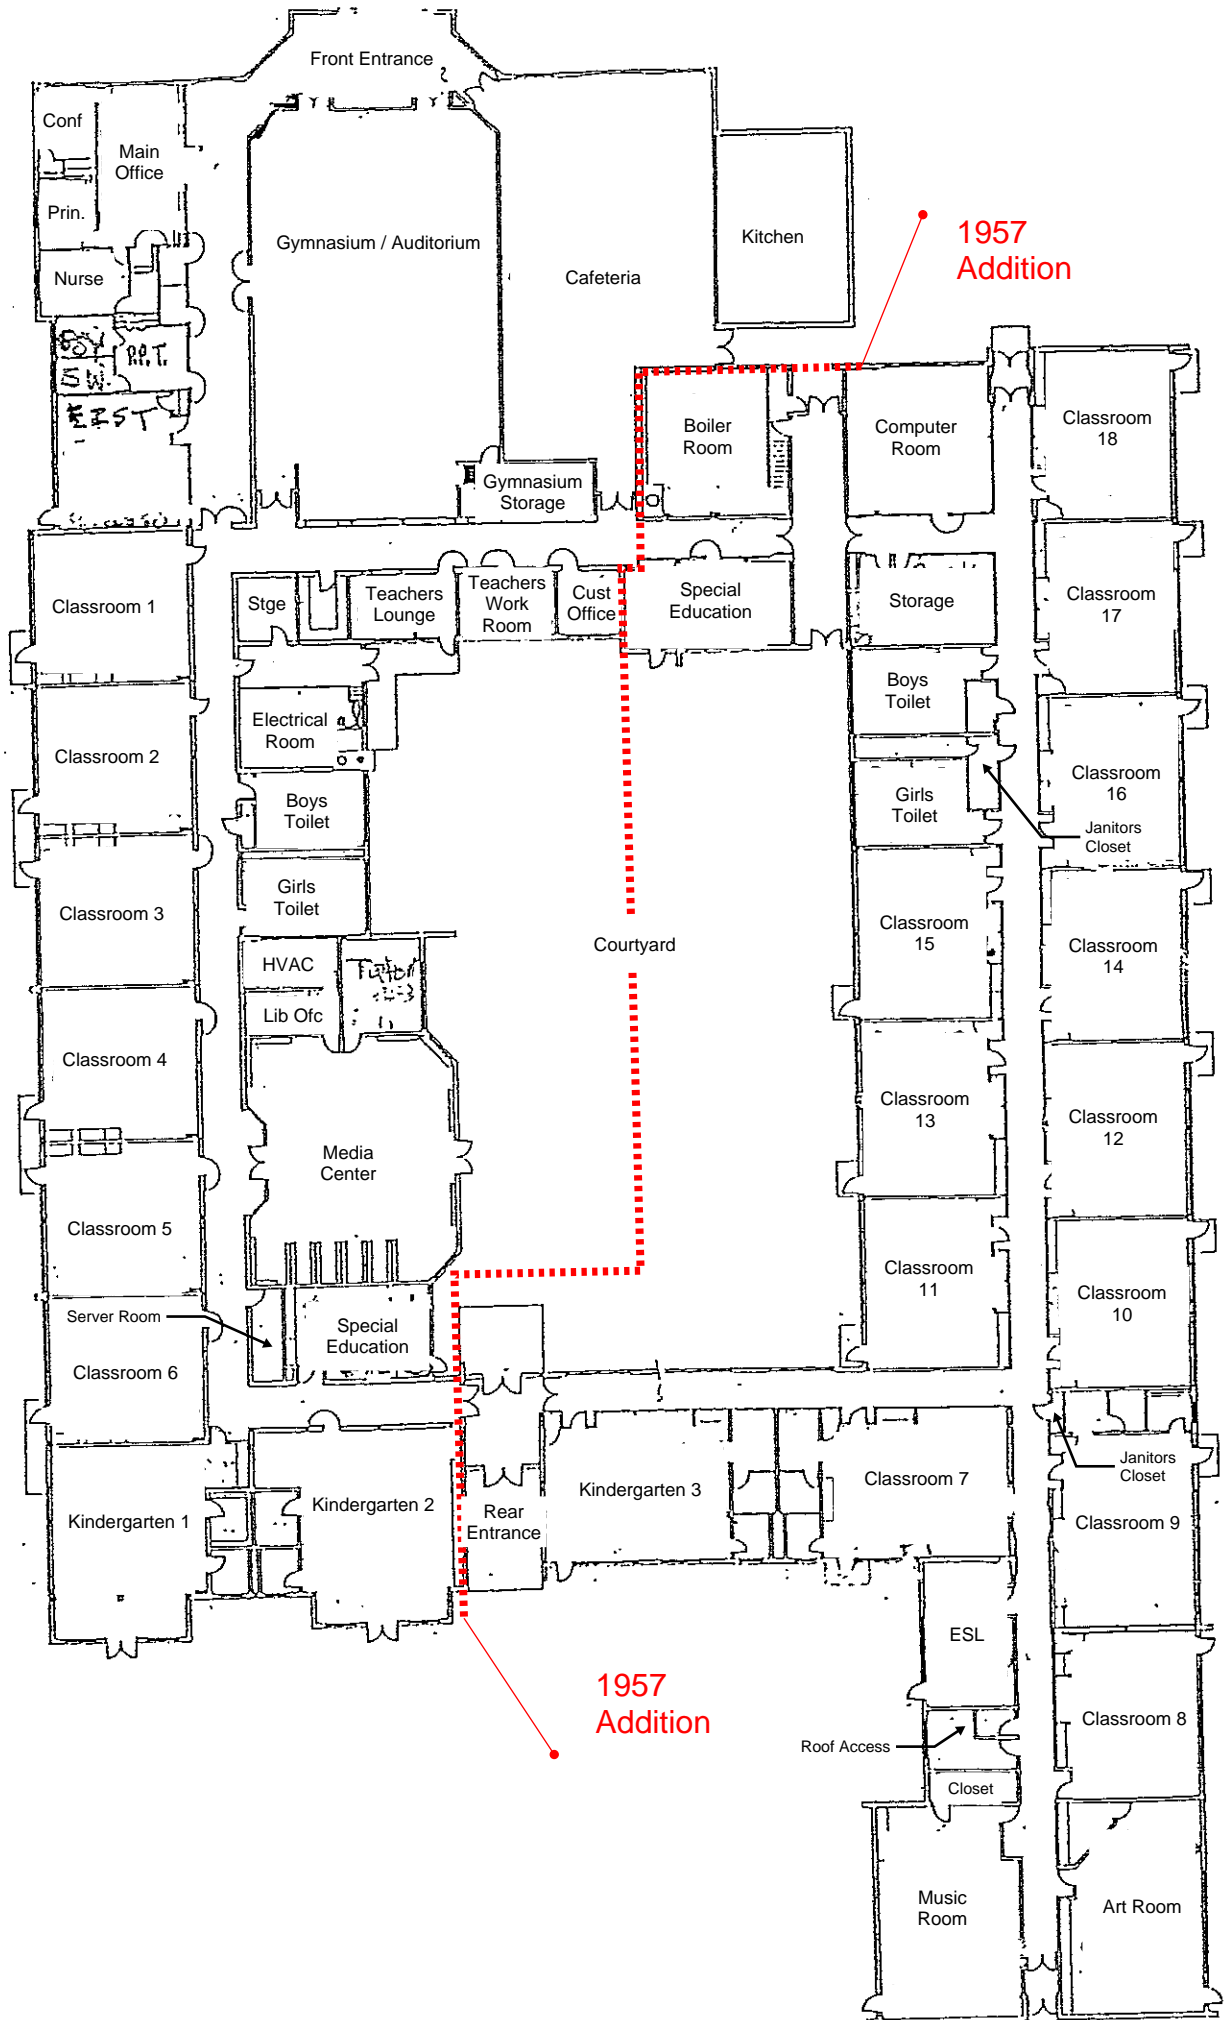 Front Entrance
Conf
Main
Office
Prin.
Nurse
Gymnasium / Auditorium
Cafeteria
Kitchen
1957
Addition
P.P.T.
S.W.
Boiler
Room
Computer
Room
Classroom
18
Gymnasium
Storage
Classroom 1
Stge
Teachers
Lounge
Teachers
Work
Room
Cust
Office
Special
Education
Storage
Classroom
17
Classroom 2
Electrical
Room
Boys
Toilet
Classroom
16
Boys
Toilet
Girls
Toilet
Janitors
Closet
Classroom 3
Girls
Toilet
Courtyard
Classroom
15
Classroom
14
HVAC
Lib Ofc
Classroom 4
Media
Center
Classroom
13
Classroom
12
Classroom 5
Classroom
11
Classroom
10
Server Room
Special
Education
Classroom 6
Janitors
Closet
Kindergarten 1
Kindergarten 2
Rear
Entrance
Kindergarten 3
Classroom 7
Classroom 9
ESL
1957
Addition
Roof Access
Classroom 8
Closet
Music
Room
Art Room